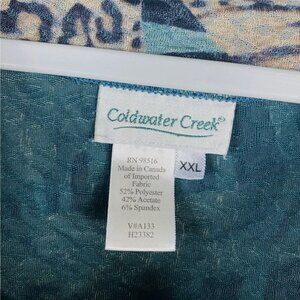 Coldwater Creek®
XXL
RN 98516
Made in Canada
of Imported
Fabric
52% Polyester
42% Acetate
6% Spandex
V#A133
H23382